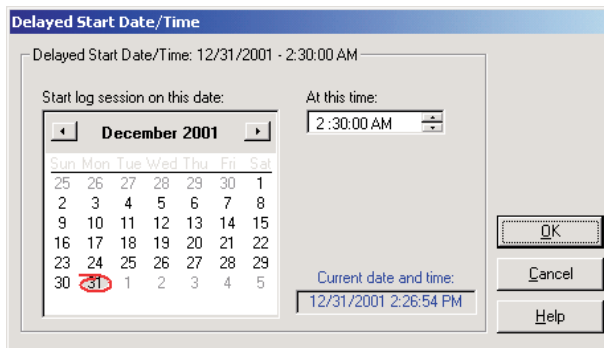 Delayed Start Date/Time
Delayed Start Date/Time: 12/31/2001 - 2:30:00 AM
Start log session on this date:
At this time:
2 :30:00 AM
December 2001
Sun Mon Tue Wed Thu Fri Sat
25 26 27 28 29 30 1
2 3 4 5 6 7 8
9 10 11 12 13 14 15
16 17 18 19 20 21 22
23 24 25 26 27 28 29
30 31 1 2 3 4 5
Current date and time:
12/31/2001 2:26:54 PM
OK
Cancel
Help